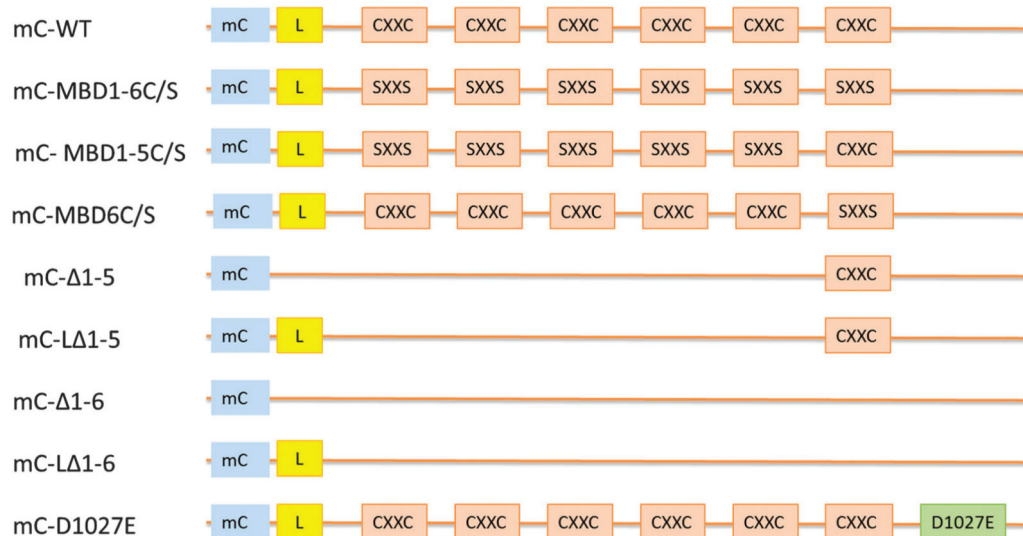 mC-WT mC L CXXC CXXC CXXC CXXC CXXC CXXC
mC-MBD1-6C/S mC L SXXS SXXS SXXS SXXS SXXS SXXS
mC- MBD1-5C/S mC L SXXS SXXS SXXS SXXS SXXS CXXC
mC-MBD6C/S mC L CXXC CXXC CXXC CXXC CXXC SXXS
mC-Δ1-5 mC CXXC
mC-LΔ1-5 mC L CXXC
mC-Δ1-6 mC
mC-LΔ1-6 mC L
mC-D1027E mC L CXXC CXXC CXXC CXXC CXXC CXXC D1027E